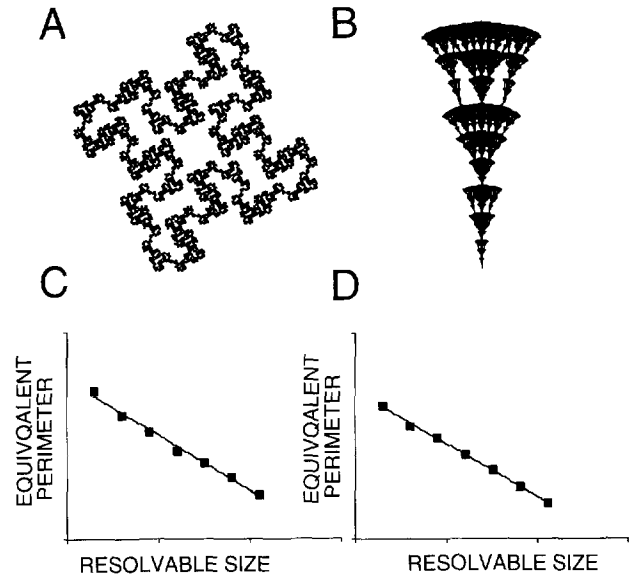 A
B
C
D
EQUIVQALENT
PERIMETER
RESOLVABLE SIZE
EQUIVQALENT
PERIMETER
RESOLVABLE SIZE